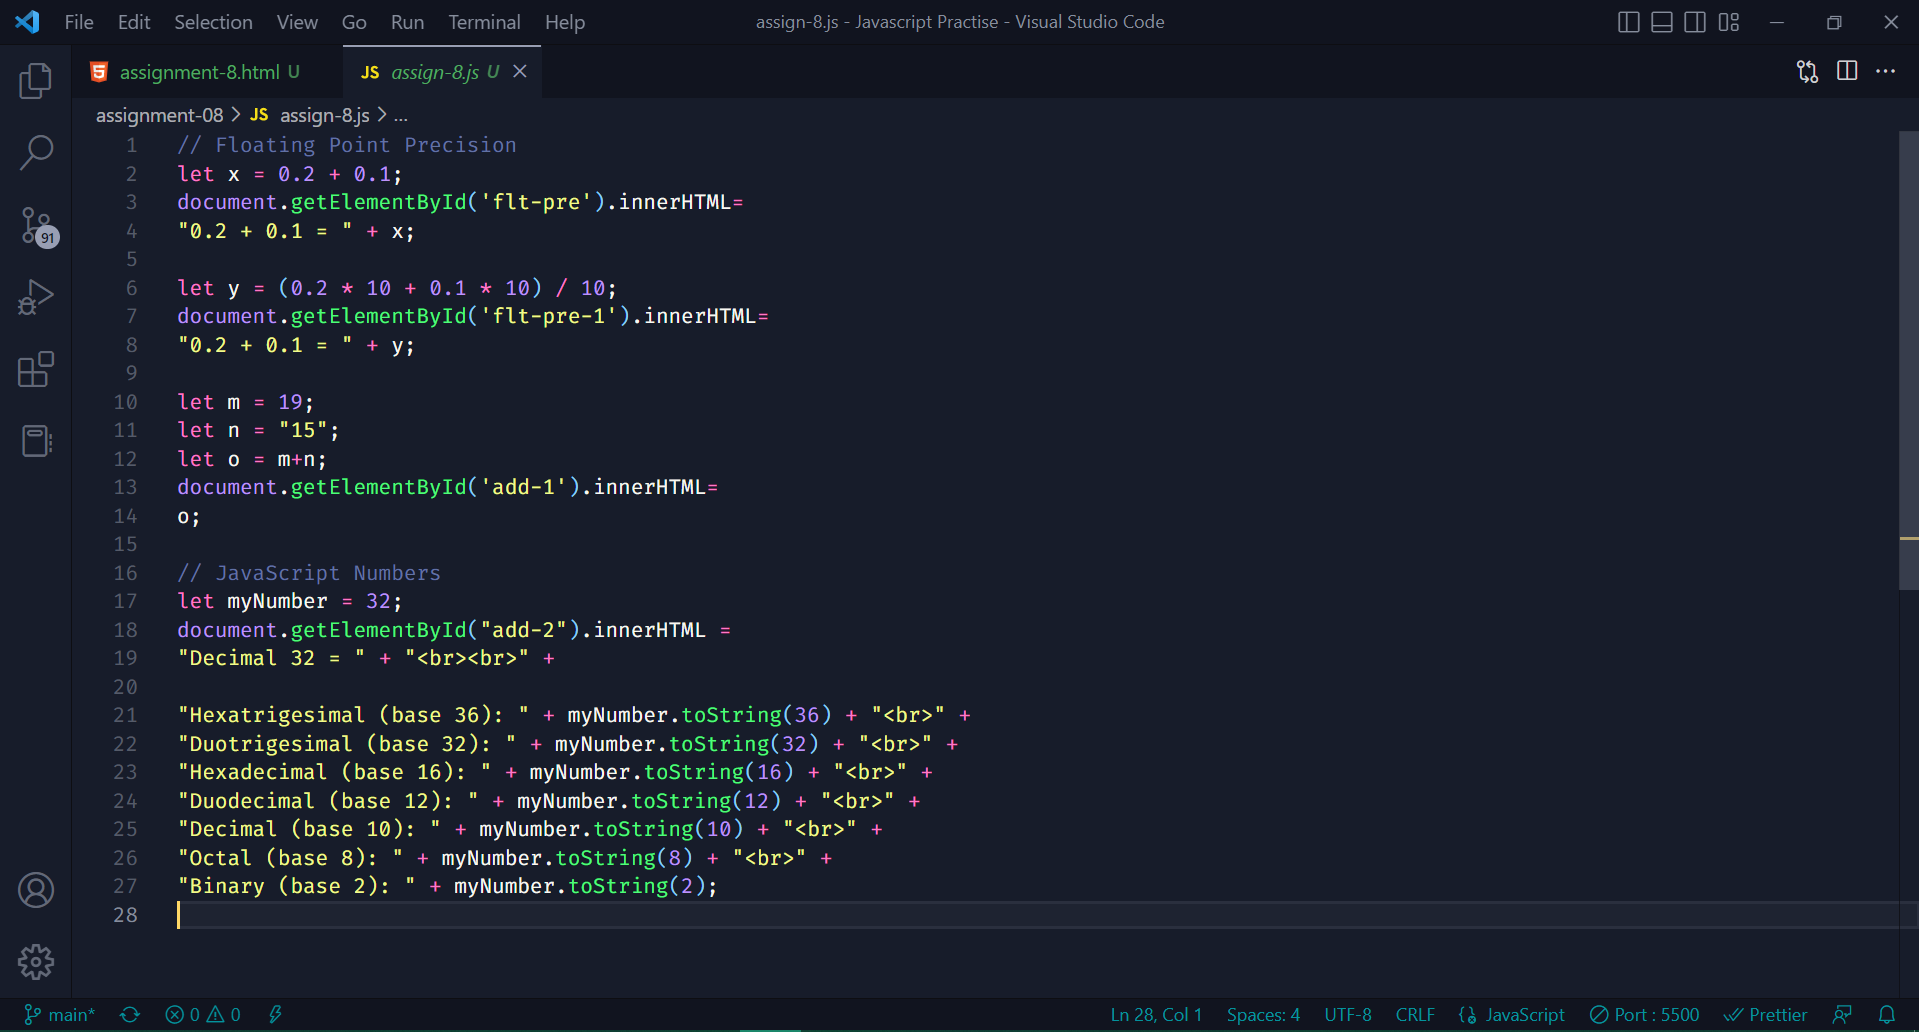 File Edit Selection View Go Run Terminal Help assign-8.js - Javascript Practise - Visual Studio Code
assignment-8.html U JS assign-8.js U
assignment-08 > JS assign-8.js > ...
91
1 // Floating Point Precision
2 let x = 0.2 + 0.1;
3 document.getElementById('flt-pre').innerHTML=
4 "0.2 + 0.1 = " + x;
5
6 let y = (0.2 * 10 + 0.1 * 10) / 10;
7 document.getElementById('flt-pre-1').innerHTML=
8 "0.2 + 0.1 = " + y;
9
10 let m = 19;
11 let n = "15";
12 let o = m+n;
13 document.getElementById('add-1').innerHTML=
14 o;
15
16 // JavaScript Numbers
17 let myNumber = 32;
18 document.getElementById("add-2").innerHTML =
19 "Decimal 32 = " + "<br><br>" +
20
21 "Hexatrigesimal (base 36): " + myNumber.toString(36) + "<br>" +
22 "Duotrigesimal (base 32): " + myNumber.toString(32) + "<br>" +
23 "Hexadecimal (base 16): " + myNumber.toString(16) + "<br>" +
24 "Duodecimal (base 12): " + myNumber.toString(12) + "<br>" +
25 "Decimal (base 10): " + myNumber.toString(10) + "<br>" +
26 "Octal (base 8): " + myNumber.toString(8) + "<br>" +
27 "Binary (base 2): " + myNumber.toString(2);
28
main* 0 0 Ln 28, Col 1 Spaces: 4 UTF-8 CRLF JavaScript Port : 5500 Prettier